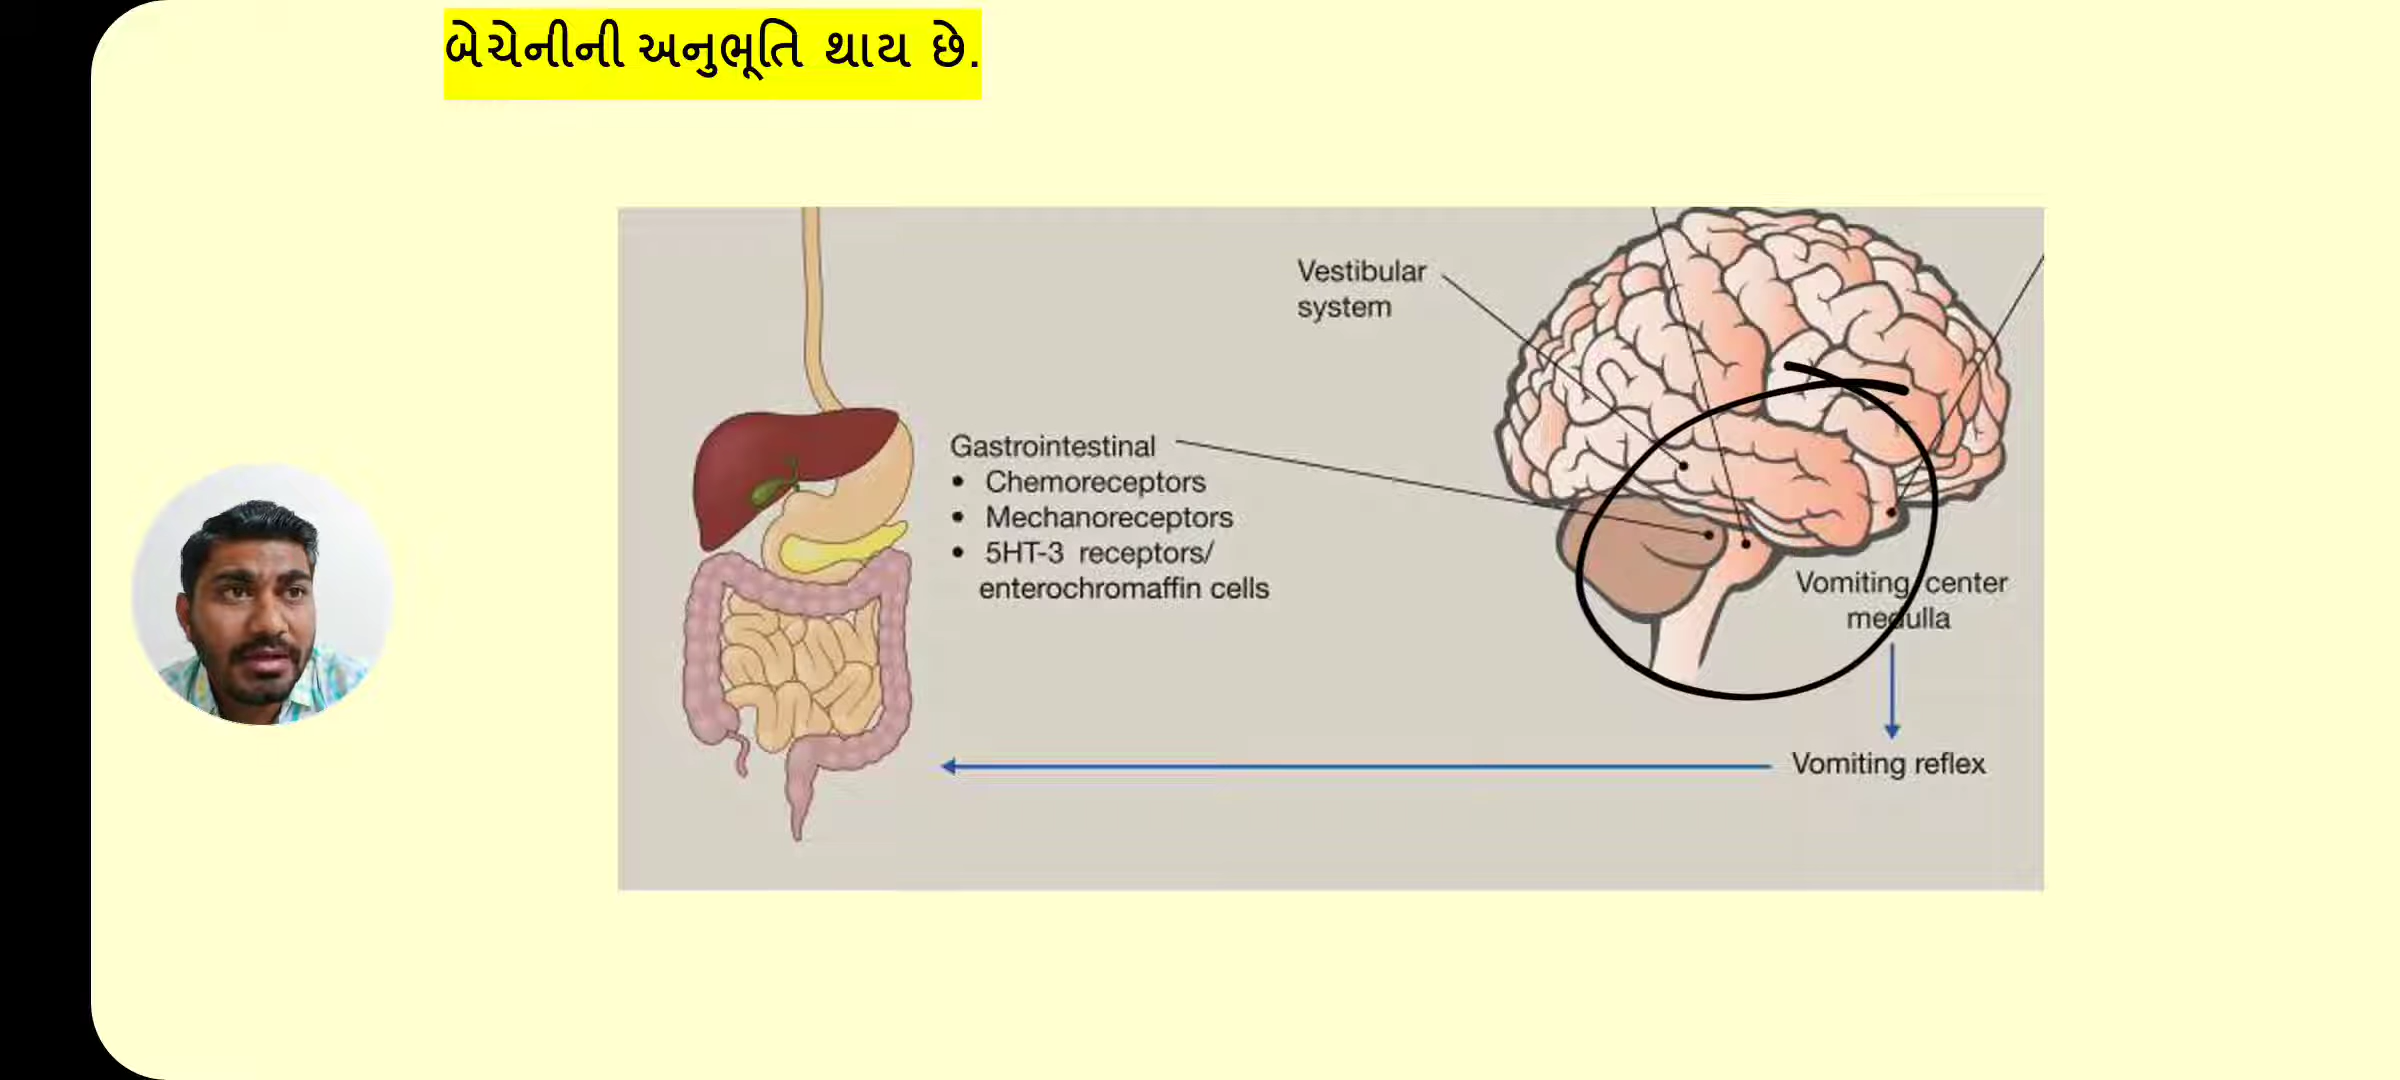 બેચેનીની અનુભૂતિ થાય છે.
Vestibular
system
Gastrointestinal
• Chemoreceptors
• Mechanoreceptors
• 5HT-3 receptors/
enterochromaffin cells
Vomiting center
medulla
Vomiting reflex